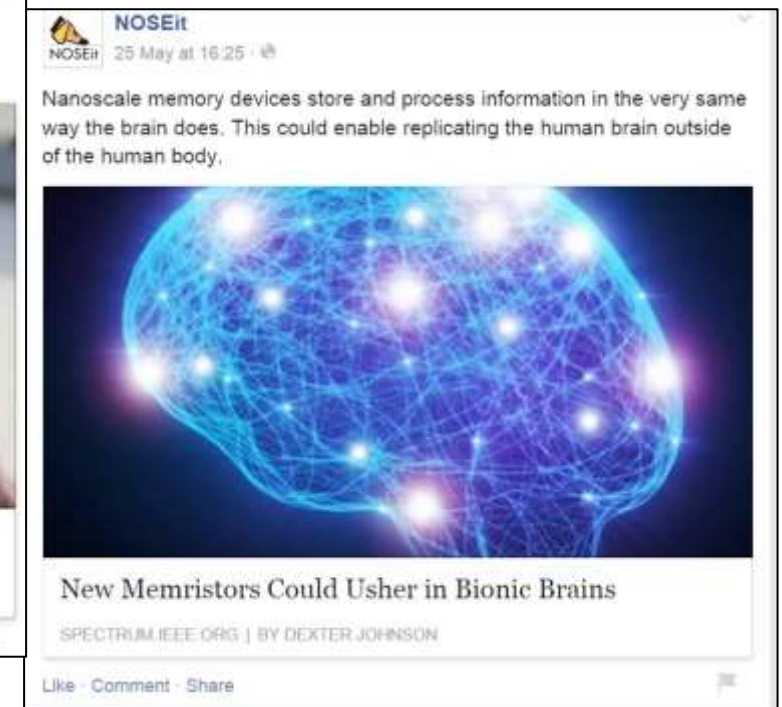 NOSEit
NOSEit 25 May at 16:25 ·
Nanoscale memory devices store and process information in the very same
way the brain does. This could enable replicating the human brain outside
of the human body.
New Memristors Could Usher in Bionic Brains
SPECTRUM.IEEE.ORG | BY DEXTER JOHNSON
Like · Comment · Share